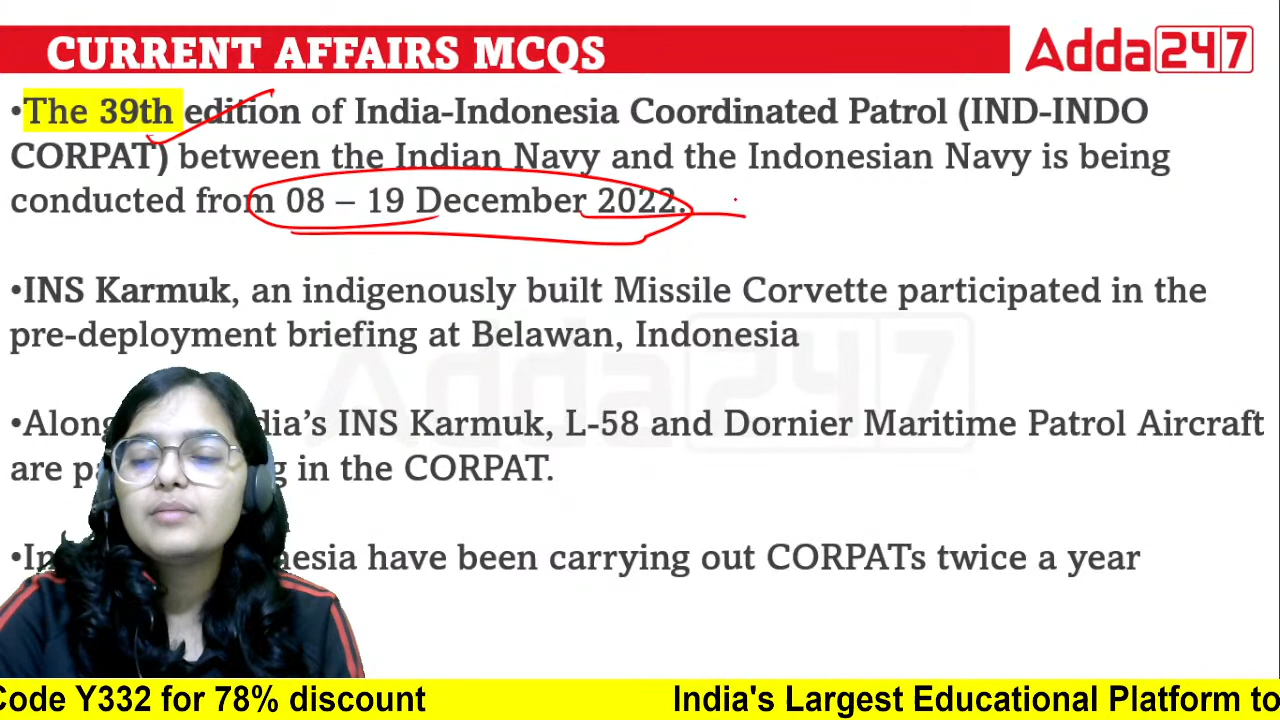 CURRENT AFFAIRS MCQS
Adda247
•The 39th edition of India-Indonesia Coordinated Patrol (IND-INDO
CORPAT) between the Indian Navy and the Indonesian Navy is being
conducted from 08 – 19 December 2022.
•INS Karmuk, an indigenously built Missile Corvette participated in the
pre-deployment briefing at Belawan, Indonesia
Adda247
INS Karmuk, L-58 and Dornier Maritime Patrol Aircraft
are in the CORPAT.
have been carrying out CORPATs twice a year
Code Y332 for 78% discount India's Largest Educational Platform to